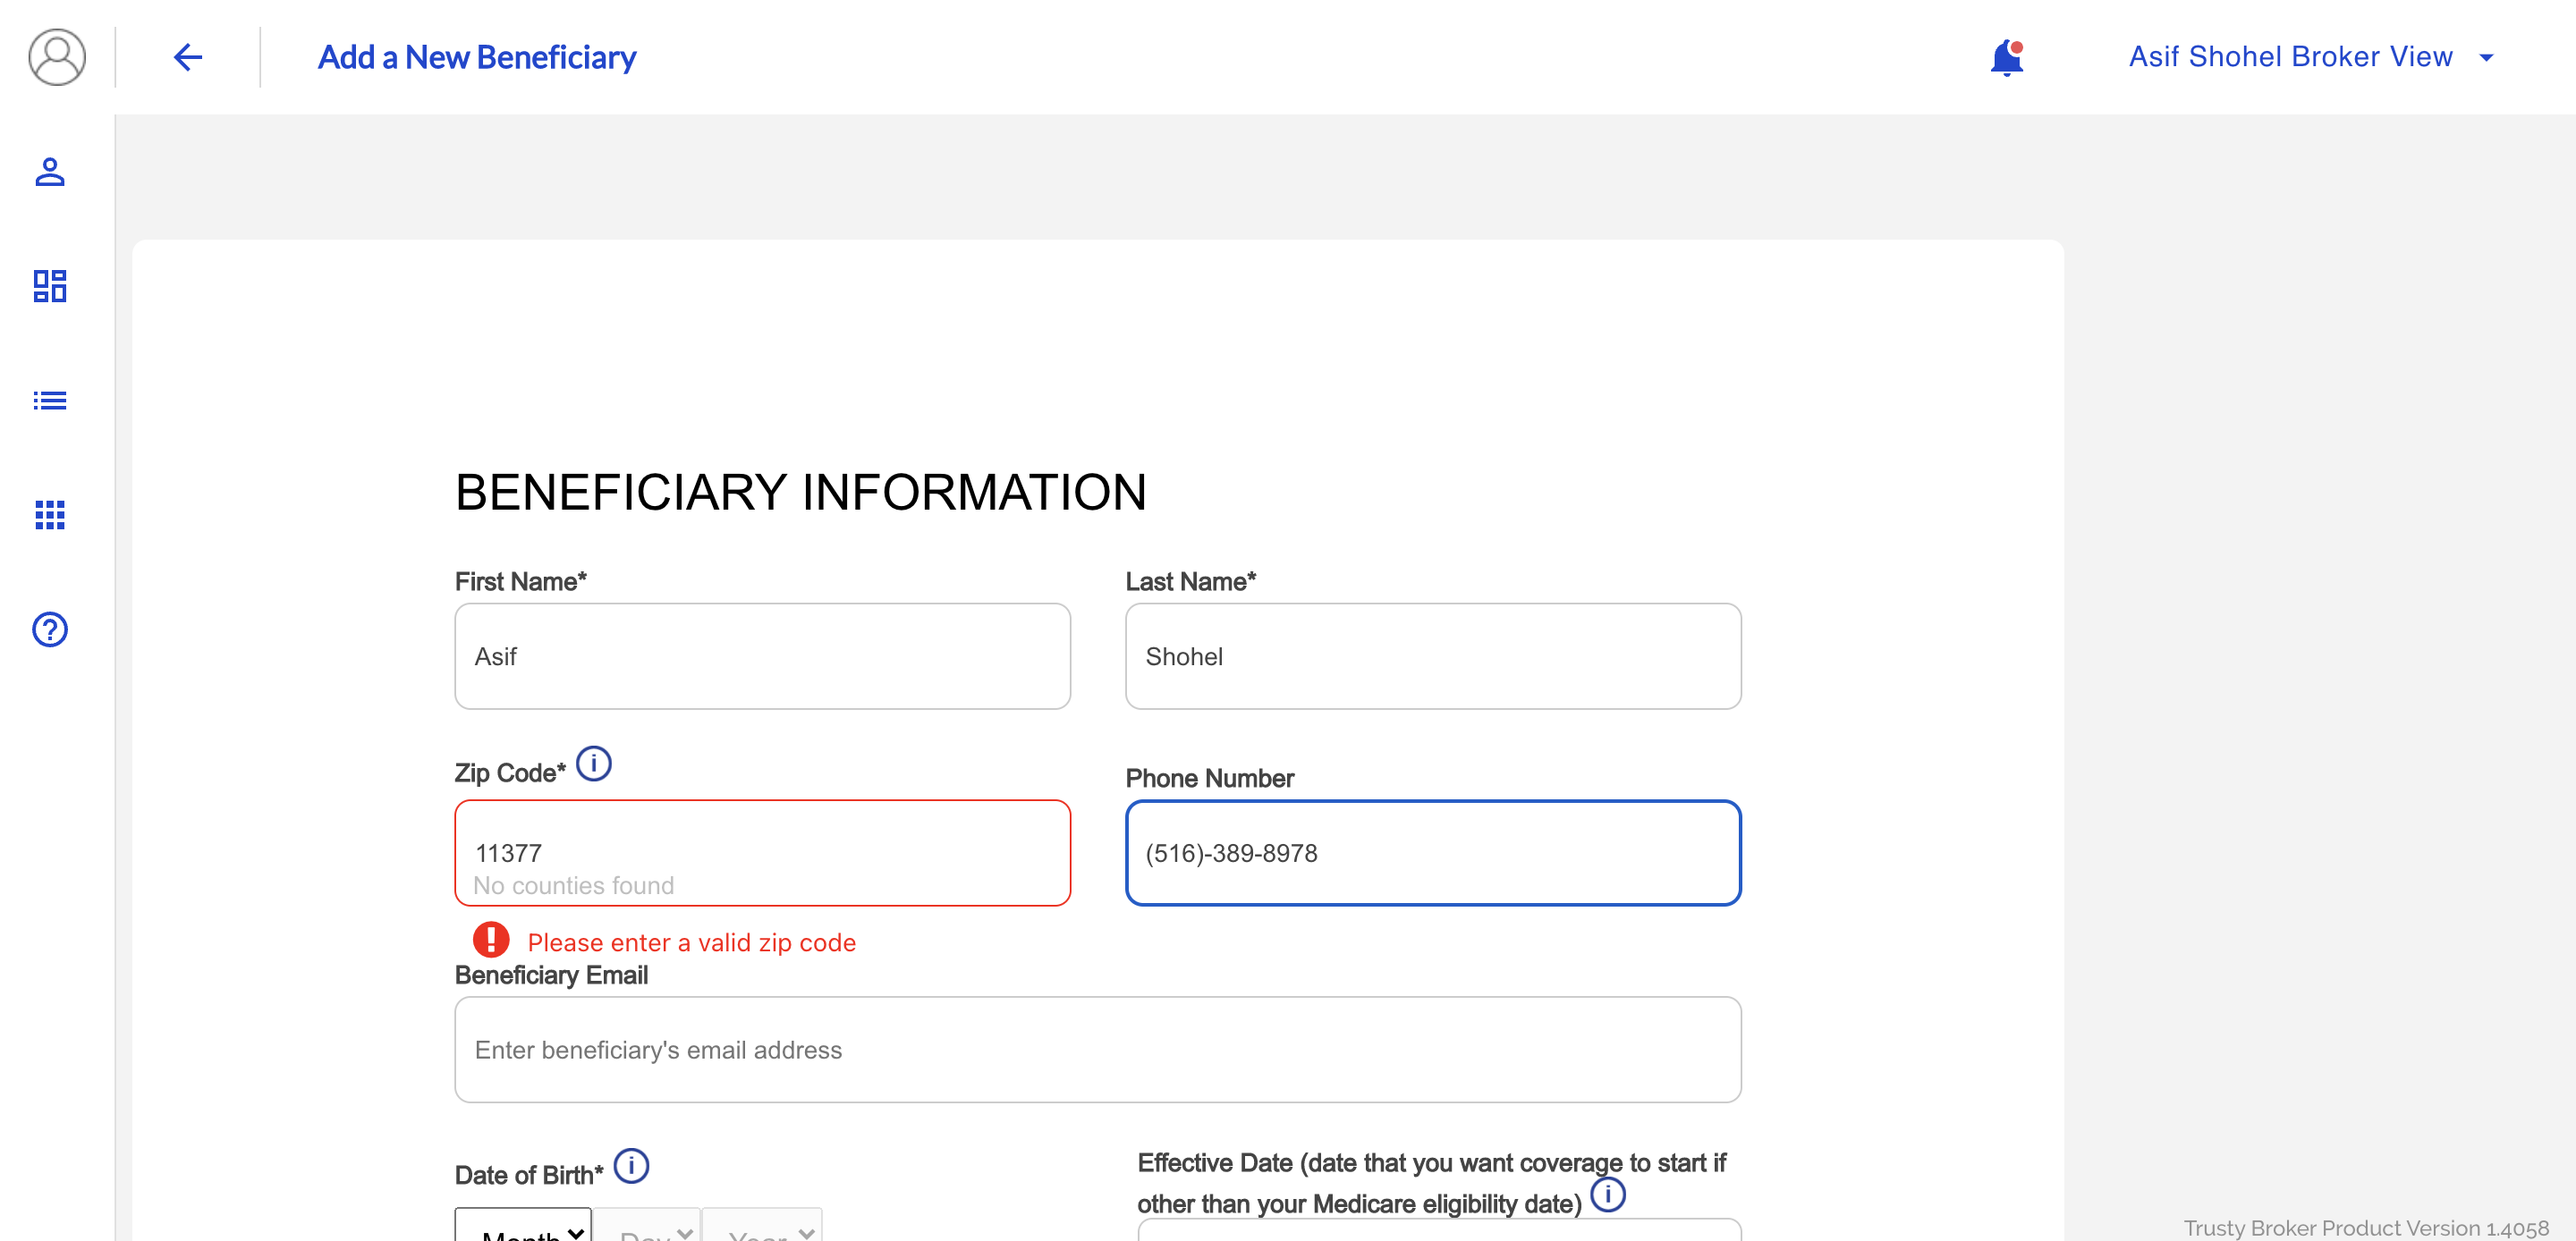 Add a New Beneficiary
Asif Shohel Broker View
BENEFICIARY INFORMATION
First Name*
Last Name*
Asif
Shohel
Zip Code*
Phone Number
11377
No counties found
(516)-389-8978
Please enter a valid zip code
Beneficiary Email
Enter beneficiary's email address
Date of Birth*
Effective Date (date that you want coverage to start if
other than your Medicare eligibility date)
Month Day Year
Trusty Broker Product Version 1.4058